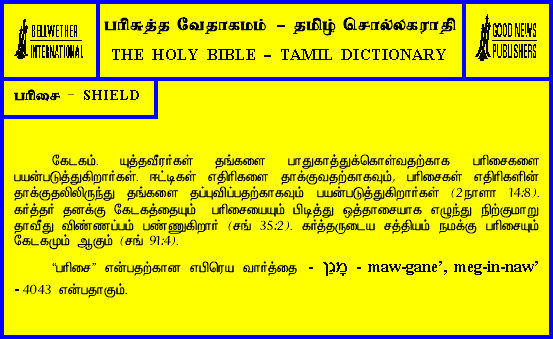 BELLWETHER
INTERNATIONAL
பரிசுத்த வேதாகமம் - தமிழ் சொல்லகராதி
THE HOLY BIBLE - TAMIL DICTIONARY
GOOD NEWS
PUBLISHERS
பரிசை - SHIELD
கேடகம். யுத்தவீரர்கள் தங்களை பாதுகாத்துக்கொள்வதற்காக பரிசைகளை
பயன்படுத்துகிறார்கள். ஈட்டிகள் எதிரிகளை தாக்குவதற்காகவும், பரிசைகள் எதிரிகளின்
தாக்குதலிலிருந்து தங்களை தப்புவிப்பதற்காகவும் பயன்படுத்துகிறார்கள் (2நாளா 14:8).
கர்த்தர் தனக்கு கேடகத்தையும் பரிசையையும் பிடித்து ஒத்தாசையாக எழுந்து நிற்குமாறு
தாவீது விண்ணப்பம் பண்ணுகிறார் (சங் 35:2). கர்த்தருடைய சத்தியம் நமக்கு பரிசையும்
கேடகமும் ஆகும் (சங் 91:4).
“பரிசை” என்பதற்கான எபிரெய வார்த்தை - מָגֵן - maw-gane’, meg-in-naw’
- 4043 என்பதாகும்.